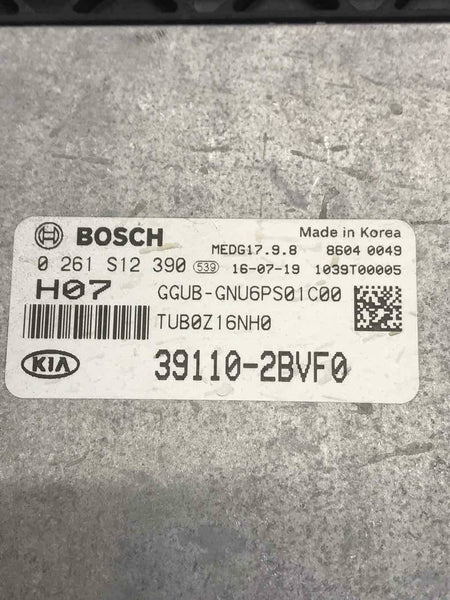 BOSCH
Made in Korea
MEDG17.9.8 8604 0049
0 261 S12 390 539 16-07-19 1039T00005
H07 GGUB-GNU6PS01C00
TUB0Z16NH0
KIA 39110-2BVF0